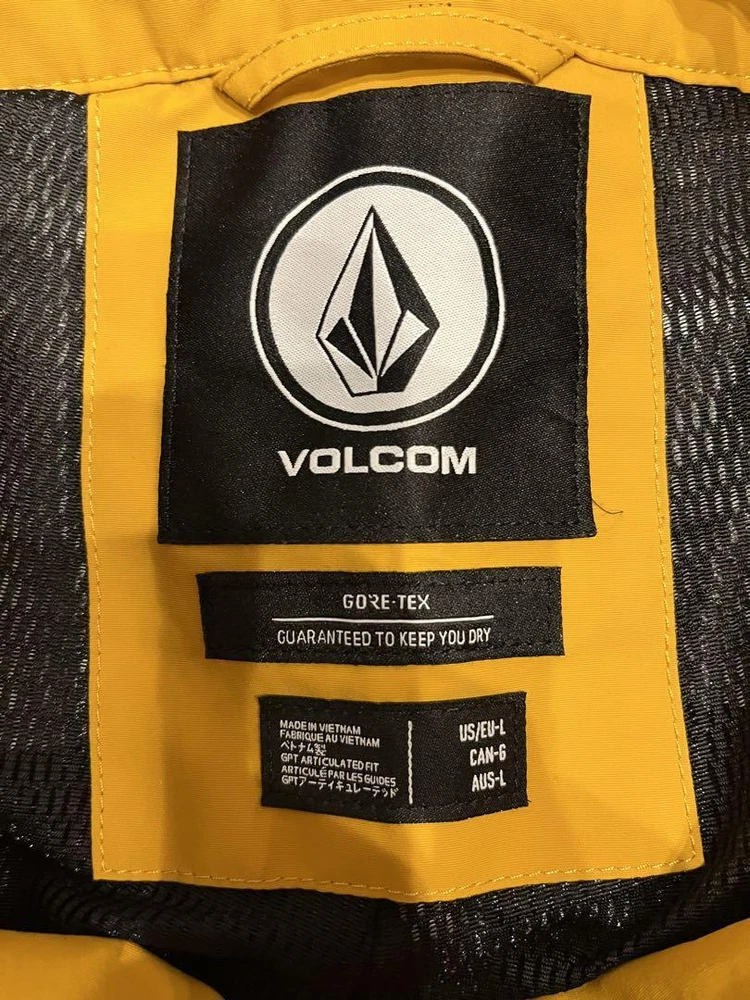 VOLCOM
GORE-TEX
GUARANTEED TO KEEP YOU DRY
MADE IN VIETNAM
FABRIQUE AU VIETNAM
ベトナム製
GPT ARTICULATED FIT
ARTICULÉ PAR LES GUIDES
GPTアーティキュレーテッド
US/EU-L
CAN-G
AUS-L